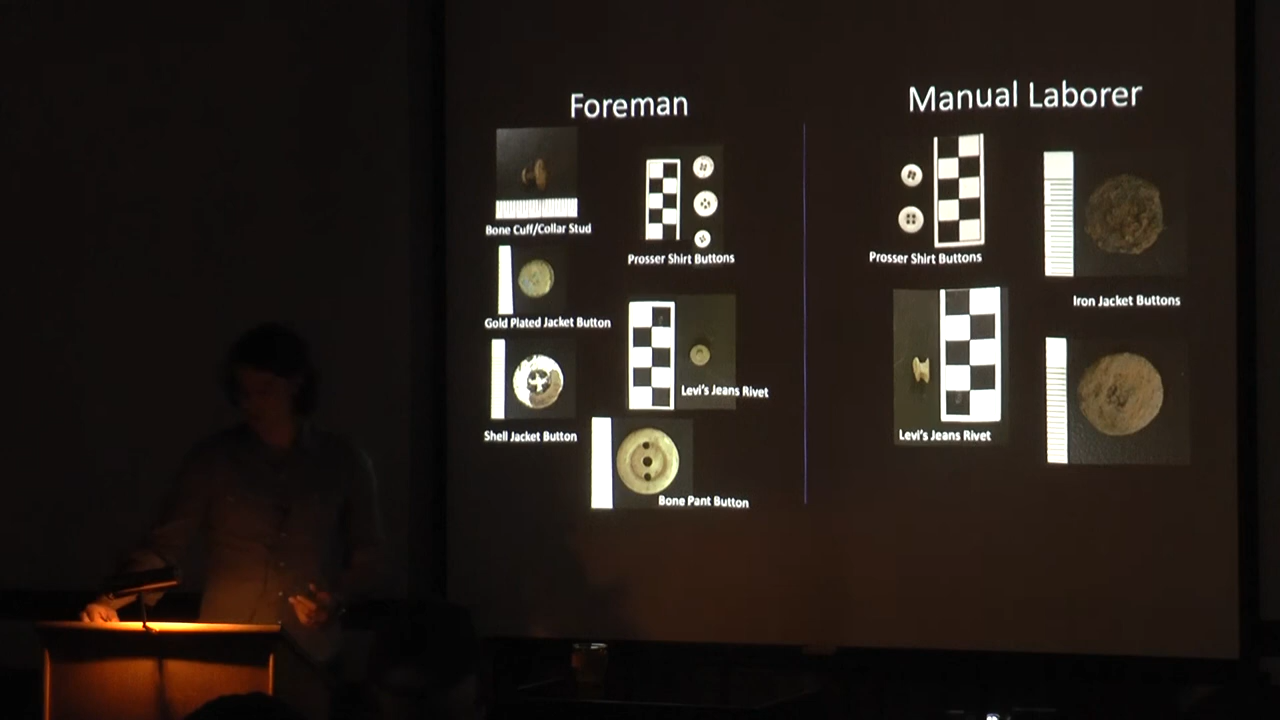 Foreman
Bone Cuff/Collar Stud
Prosser Shirt Buttons
Gold Plated Jacket Button
Levi's Jeans Rivet
Shell Jacket Button
Bone Pant Button
Manual Laborer
Prosser Shirt Buttons
Iron Jacket Buttons
Levi's Jeans Rivet